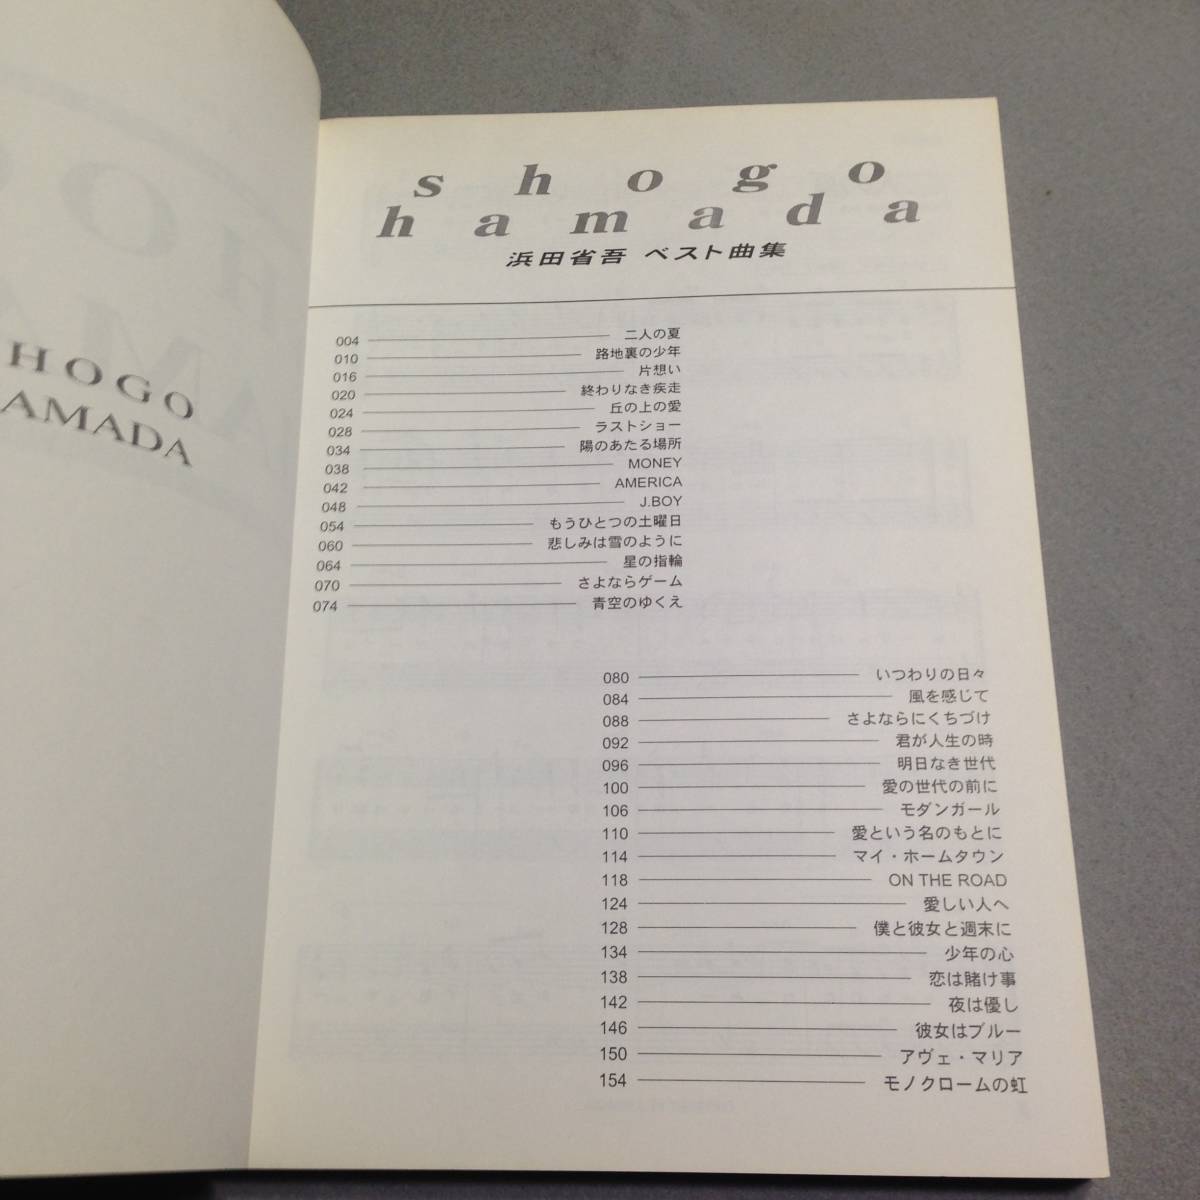 HOGO
AMADA
shogo
hamada
浜田省吾 ベスト曲集
004 二人の夏
010 路地裏の少年
016 片想い
020 終わりなき疾走
024 丘の上の愛
028 ラストショー
034 陽のあたる場所
038 MONEY
042 AMERICA
048 J.BOY
054 もうひとつの土曜日
060 悲しみは雪のように
064 星の指輪
070 さよならゲーム
074 青空のゆくえ
080 いつわりの日々
084 風を感じて
088 さよならにくちづけ
092 君が人生の時
096 明日なき世代
100 愛の世代の前に
106 モダンガール
110 愛という名のもとに
114 マイ・ホームタウン
118 ON THE ROAD
124 愛しい人へ
128 僕と彼女と週末に
134 少年の心
138 恋は賭け事
142 夜は優し
146 彼女はブルー
150 アヴェ・マリア
154 モノクロームの虹